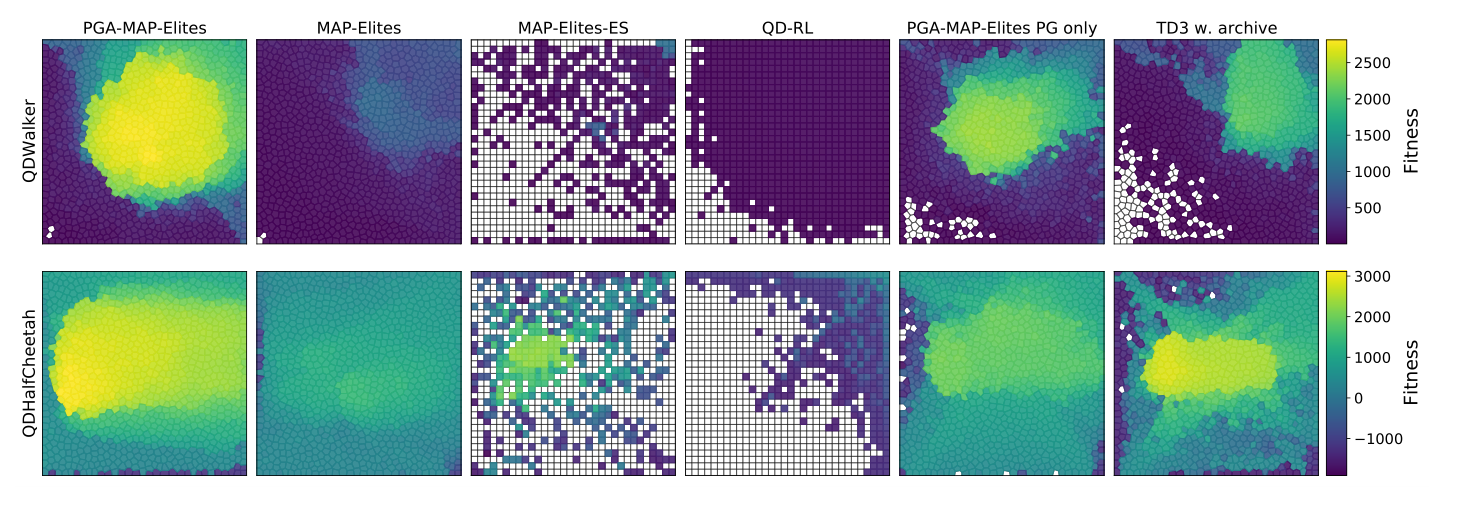 PGA-MAP-Elites
MAP-Elites
MAP-Elites-ES
QD-RL
PGA-MAP-Elites PG only
TD3 w. archive
QDWalker
2500
2000
1500
1000
500
Fitness
QDHalfCheetah
3000
2000
1000
0
−1000
Fitness